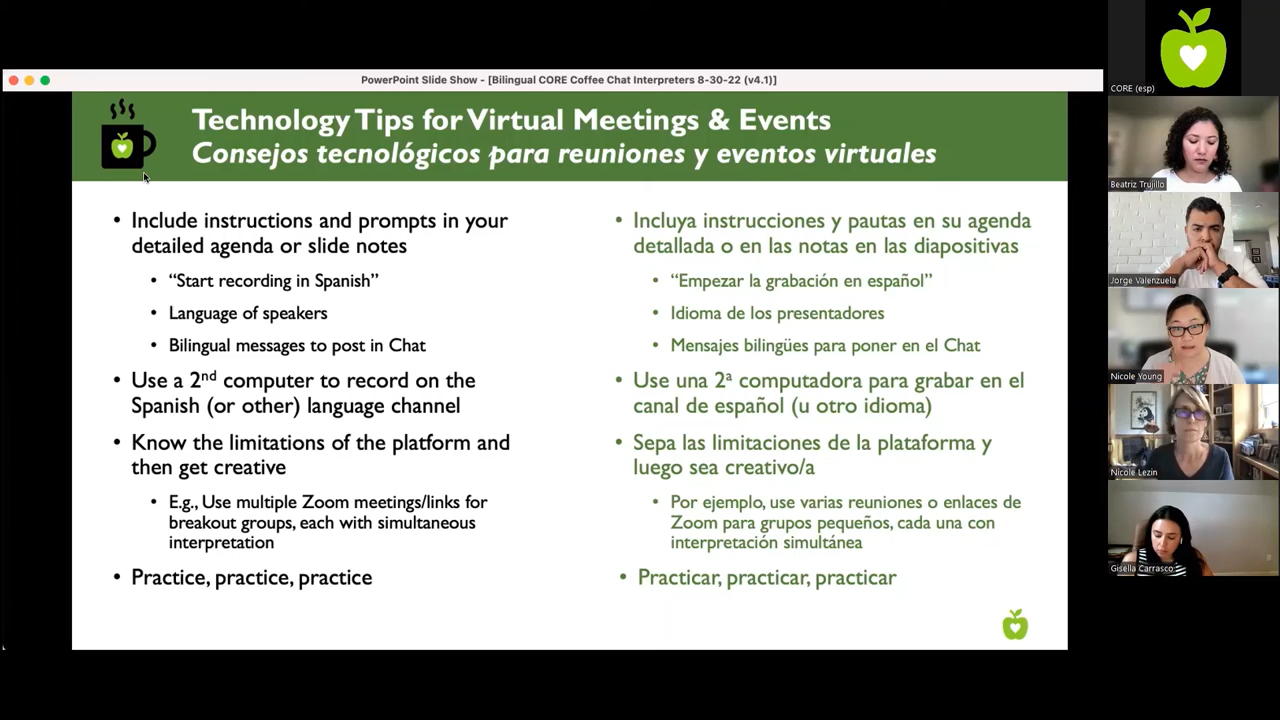 PowerPoint Slide Show - [Bilingual CORE Coffee Chat Interpreters 8-30-22 (v4.1)]
Technology Tips for Virtual Meetings & Events
Consejos tecnológicos para reuniones y eventos virtuales
• Include instructions and prompts in your
detailed agenda or slide notes
• “Start recording in Spanish”
• Language of speakers
• Bilingual messages to post in Chat
• Use a 2nd computer to record on the
Spanish (or other) language channel
• Know the limitations of the platform and
then get creative
• E.g., Use multiple Zoom meetings/links for
breakout groups, each with simultaneous
interpretation
• Practice, practice, practice
• Incluya instrucciones y pautas en su agenda
detallada o en las notas en las diapositivas
• “Empezar la grabación en español”
• Idioma de los presentadores
• Mensajes bilingües para poner en el Chat
• Use una 2ª computadora para grabar en el
canal de español (u otro idioma)
• Sepa las limitaciones de la plataforma y
luego sea creativo/a
• Por ejemplo, use varias reuniones o enlaces de
Zoom para grupos pequeños, cada una con
interpretación simultánea
• Practicar, practicar, practicar
CORE (esp)
Beatriz Trujillo
Jorge Valenzuela
Nicole Young
Nicole Lezin
Gisella Carrasco